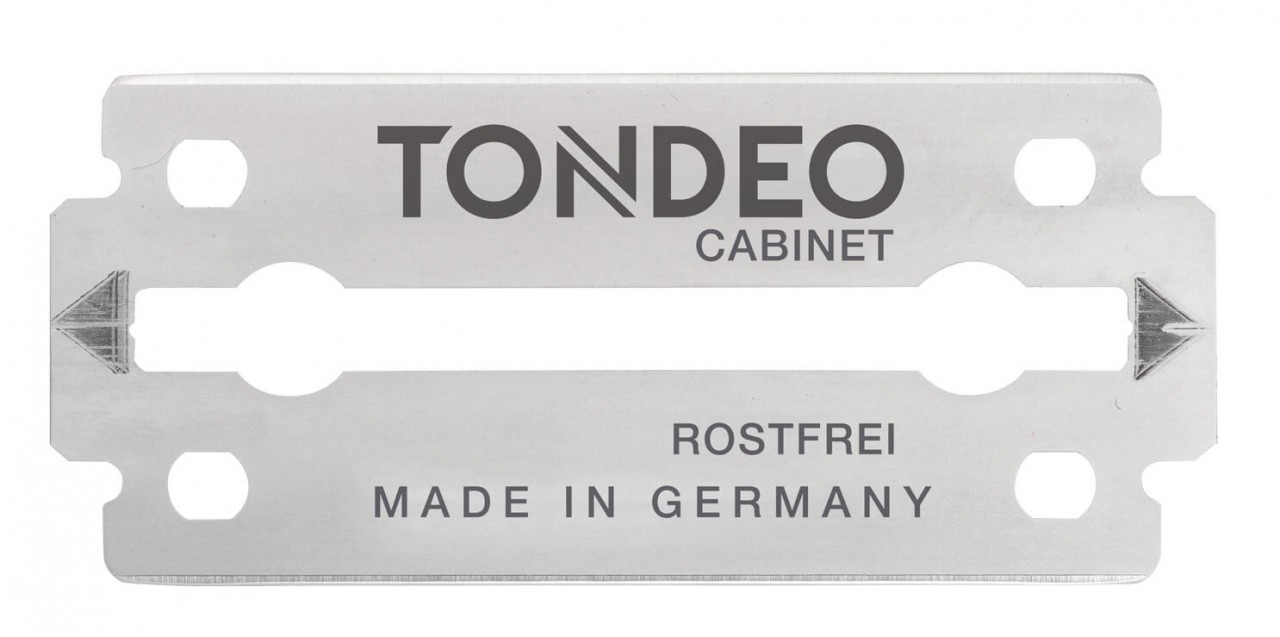 TONDEO
CABINET
ROSTFREI
MADE IN GERMANY